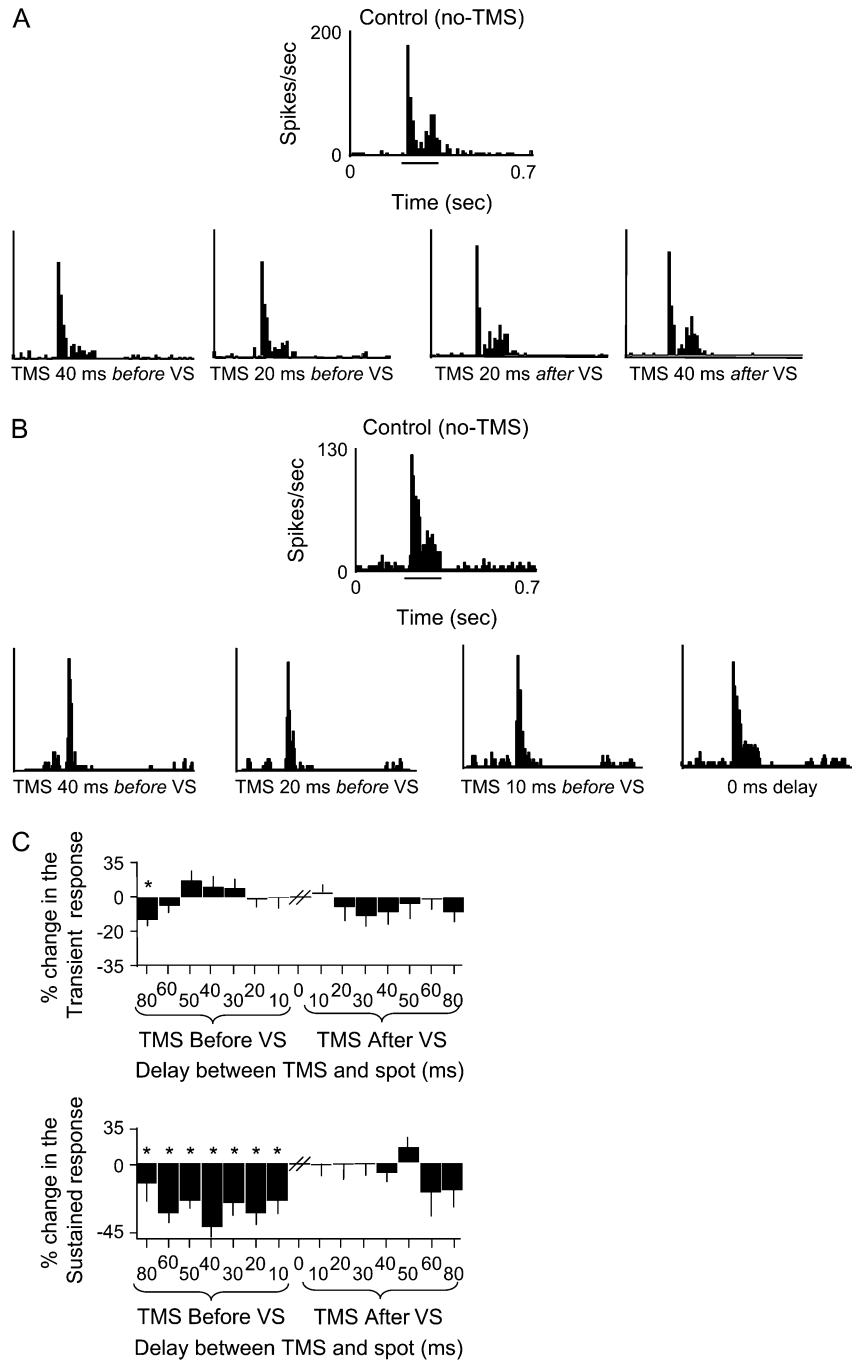 A
Control (no-TMS)
200
Spikes/sec
0
0
0.7
Time (sec)
TMS 40 ms before VS
TMS 20 ms before VS
TMS 20 ms after VS
TMS 40 ms after VS
B
Control (no-TMS)
130
Spikes/sec
0
0
0.7
Time (sec)
TMS 40 ms before VS
TMS 20 ms before VS
TMS 10 ms before VS
0 ms delay
C
% change in the
Transient response
35
0
-20
-35
*
80 60 50 40 30 20 10 0 10 20 30 40 50 60 80
TMS Before VS
TMS After VS
Delay between TMS and spot (ms)
% change in the
Sustained response
35
0
-45
* * * * * * *
80 60 50 40 30 20 10 0 10 20 30 40 50 60 80
TMS Before VS
TMS After VS
Delay between TMS and spot (ms)